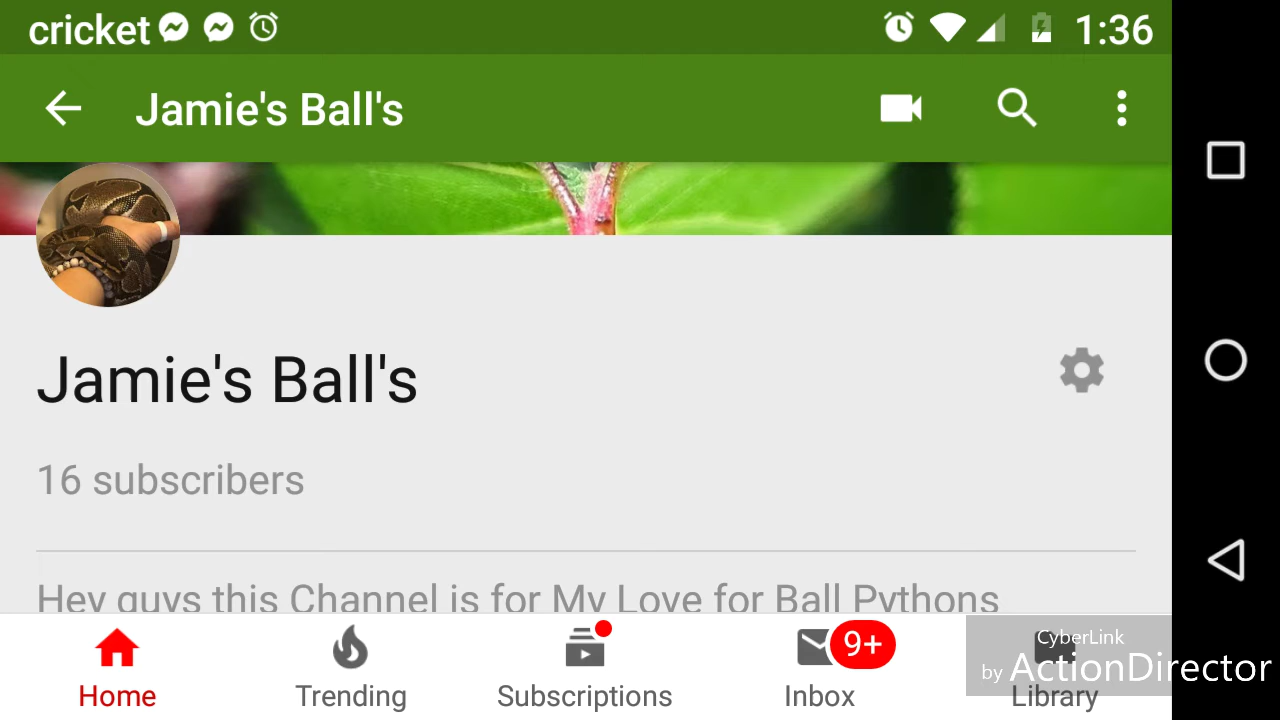 cricket 1:36
Jamie's Ball's
Jamie's Ball's
16 subscribers
Hey guys this Channel is for My Love for Ball Pythons
9+
Home Trending Subscriptions Inbox Library
CyberLink
by ActionDirector